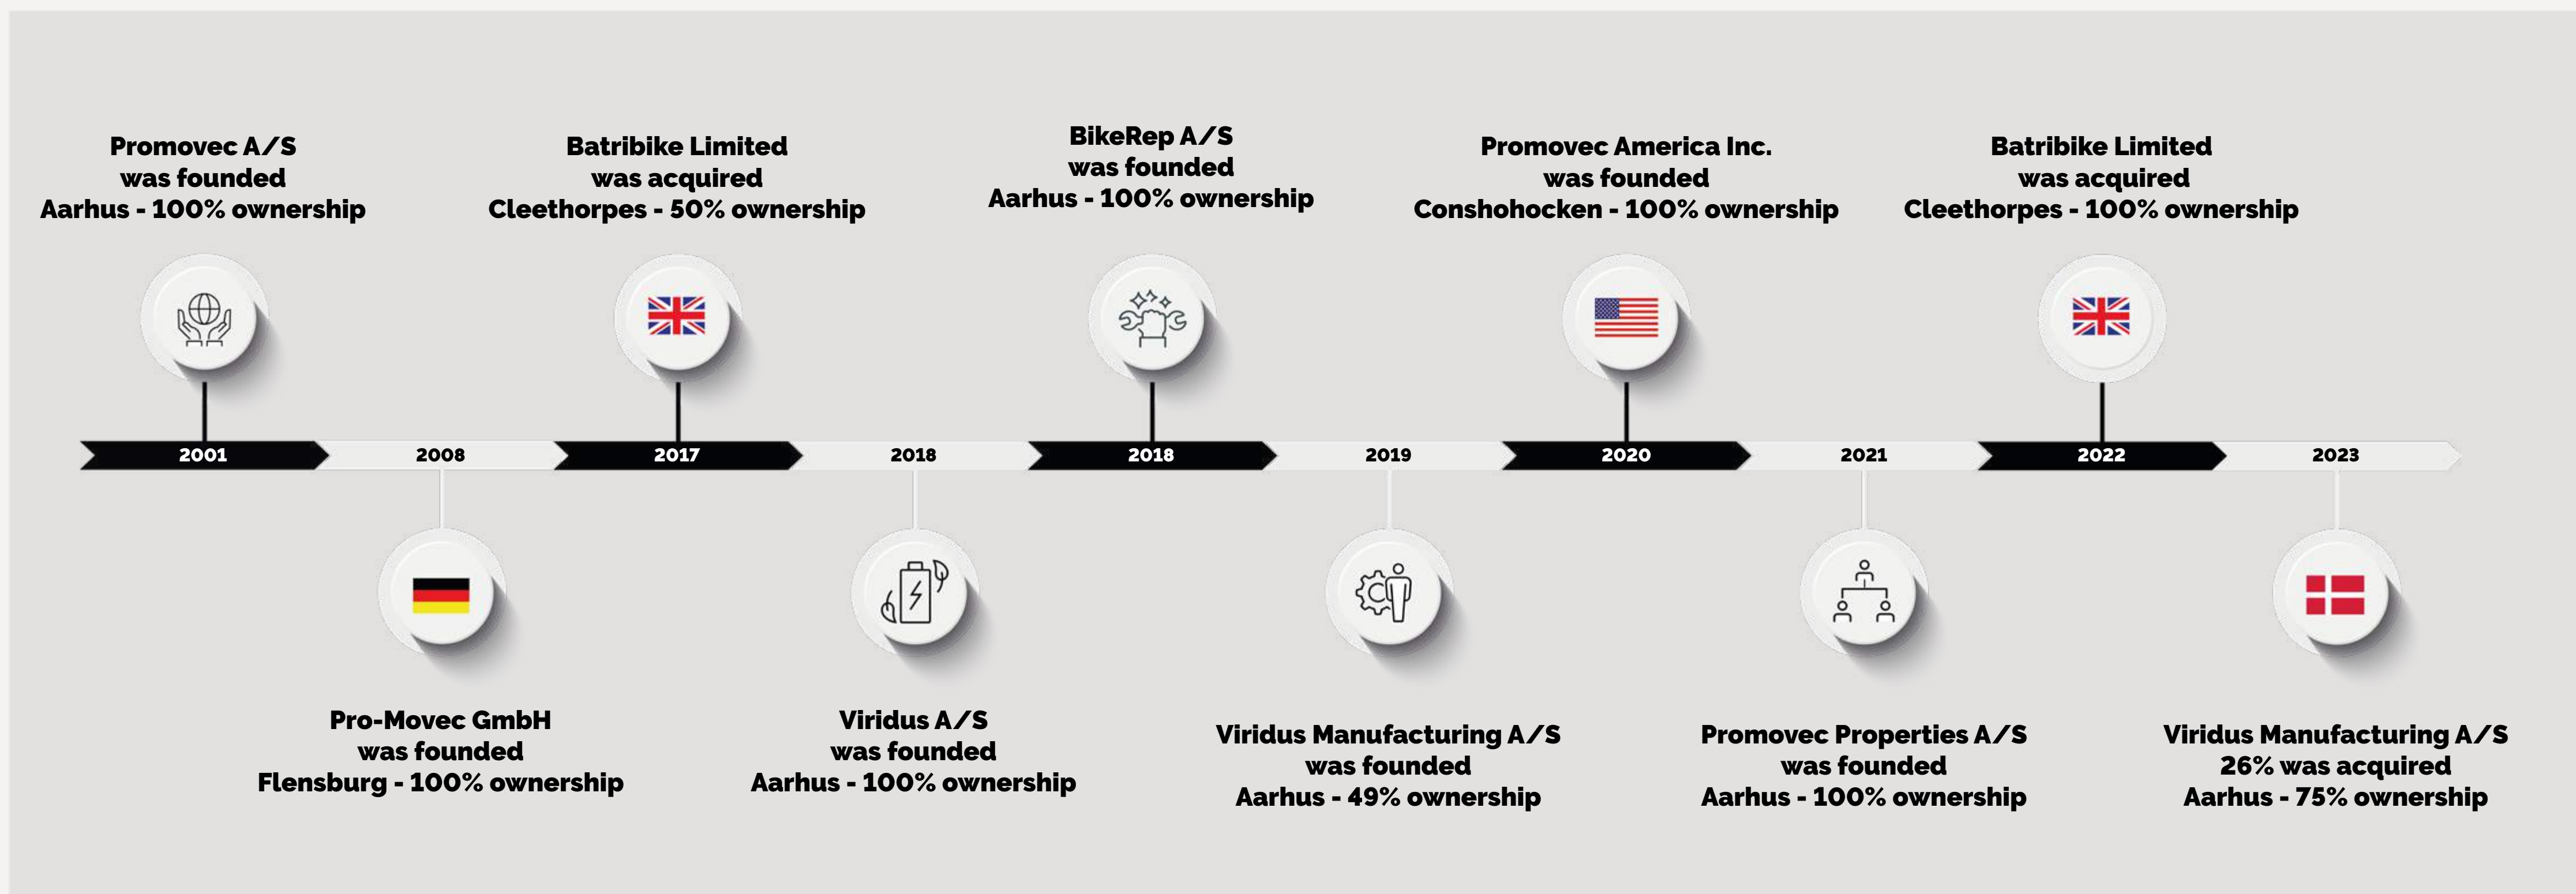 Promovec A/S
was founded
Aarhus - 100% ownership
Batribike Limited
was acquired
Cleethorpes - 50% ownership
BikeRep A/S
was founded
Aarhus - 100% ownership
Promovec America Inc.
was founded
Conshohocken - 100% ownership
Batribike Limited
was acquired
Cleethorpes - 100% ownership
2001
2008
2017
2018
2018
2019
2020
2021
2022
2023
Pro-Movec GmbH
was founded
Flensburg - 100% ownership
Viridus A/S
was founded
Aarhus - 100% ownership
Viridus Manufacturing A/S
was founded
Aarhus - 49% ownership
Promovec Properties A/S
was founded
Aarhus - 100% ownership
Viridus Manufacturing A/S
26% was acquired
Aarhus - 75% ownership